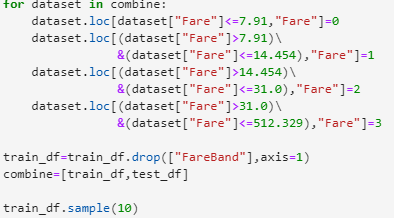 for dataset in combine:
    dataset.loc[dataset["Fare"]<=7.91,"Fare"]=0
    dataset.loc[(dataset["Fare"]>7.91)\
                &(dataset["Fare"]<=14.454),"Fare"]=1
    dataset.loc[(dataset["Fare"]>14.454)\
                &(dataset["Fare"]<=31.0),"Fare"]=2
    dataset.loc[(dataset["Fare"]>31.0)\
                &(dataset["Fare"]<=512.329),"Fare"]=3
train_df=train_df.drop(["FareBand"],axis=1)
combine=[train_df,test_df]
train_df.sample(10)